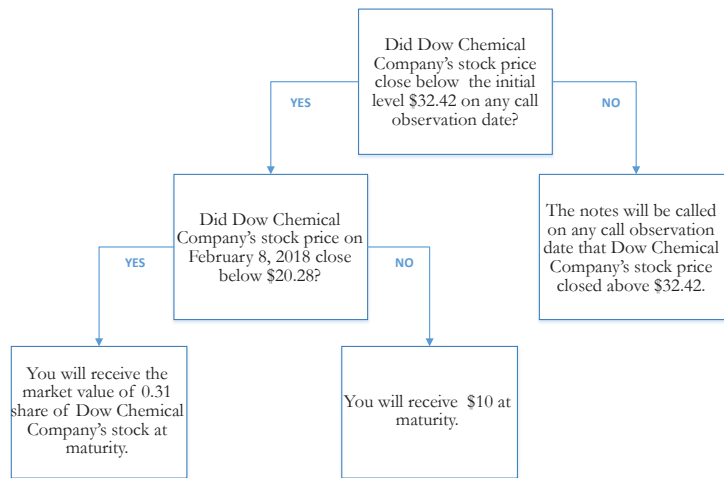 Did Dow Chemical
Company's stock price
close below the initial
level $32.42 on any call
observation date?
YES
NO
Did Dow Chemical
Company's stock price on
February 8, 2018 close
below $20.28?
The notes will be called
on any call observation
date that Dow Chemical
Company's stock price
closed above $32.42.
YES
NO
You will receive the
market value of 0.31
share of Dow Chemical
Company's stock at
maturity.
You will receive $10 at
maturity.